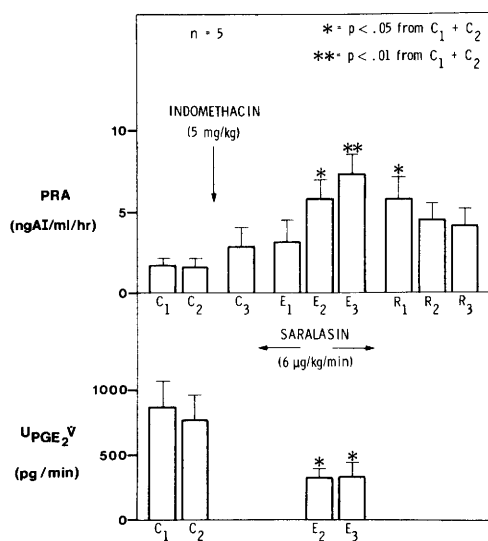 n = 5
* = p < .05 from C₁ + C₂
** = p < .01 from C₁ + C₂
INDOMETHACIN
(5 mg/kg)
10
PRA
(ngAI/ml/hr)
5
0
C₁ C₂ C₃ E₁ E₂ E₃ R₁ R₂ R₃
* ** *
SARALASIN
(6 μg/kg/min)
1000
U_PGE₂V̇
(pg/min)
500
* *
0
C₁ C₂ E₂ E₃